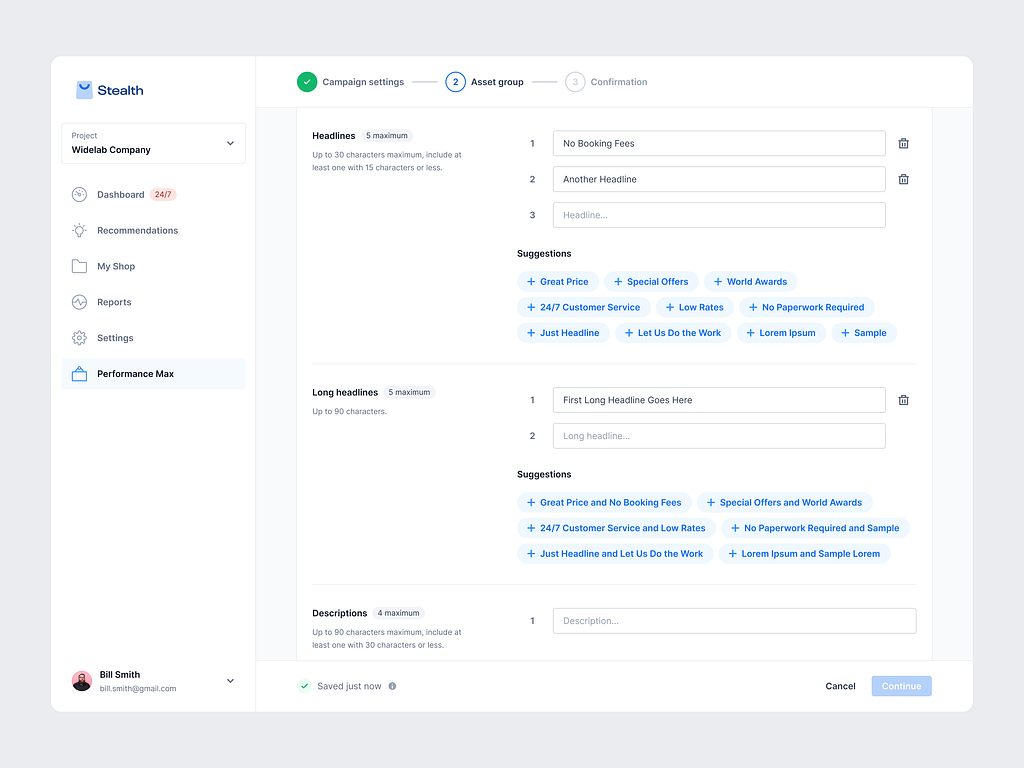 Stealth
Project
Widelab Company
Dashboard 24/7
Recommendations
My Shop
Reports
Settings
Performance Max
Bill Smith
bill.smith@gmail.com
Campaign settings
2 Asset group
3 Confirmation
Headlines 5 maximum
Up to 30 characters maximum, include at
least one with 15 characters or less.
1 No Booking Fees
2 Another Headline
3 Headline...
Suggestions
+ Great Price + Special Offers + World Awards
+ 24/7 Customer Service + Low Rates + No Paperwork Required
+ Just Headline + Let Us Do the Work + Lorem Ipsum + Sample
Long headlines 5 maximum
Up to 90 characters.
1 First Long Headline Goes Here
2 Long headline...
Suggestions
+ Great Price and No Booking Fees + Special Offers and World Awards
+ 24/7 Customer Service and Low Rates + No Paperwork Required and Sample
+ Just Headline and Let Us Do the Work + Lorem Ipsum and Sample Lorem
Descriptions 4 maximum
Up to 90 characters maximum, include at
least one with 30 characters or less.
1 Description...
Saved just now
Cancel Continue